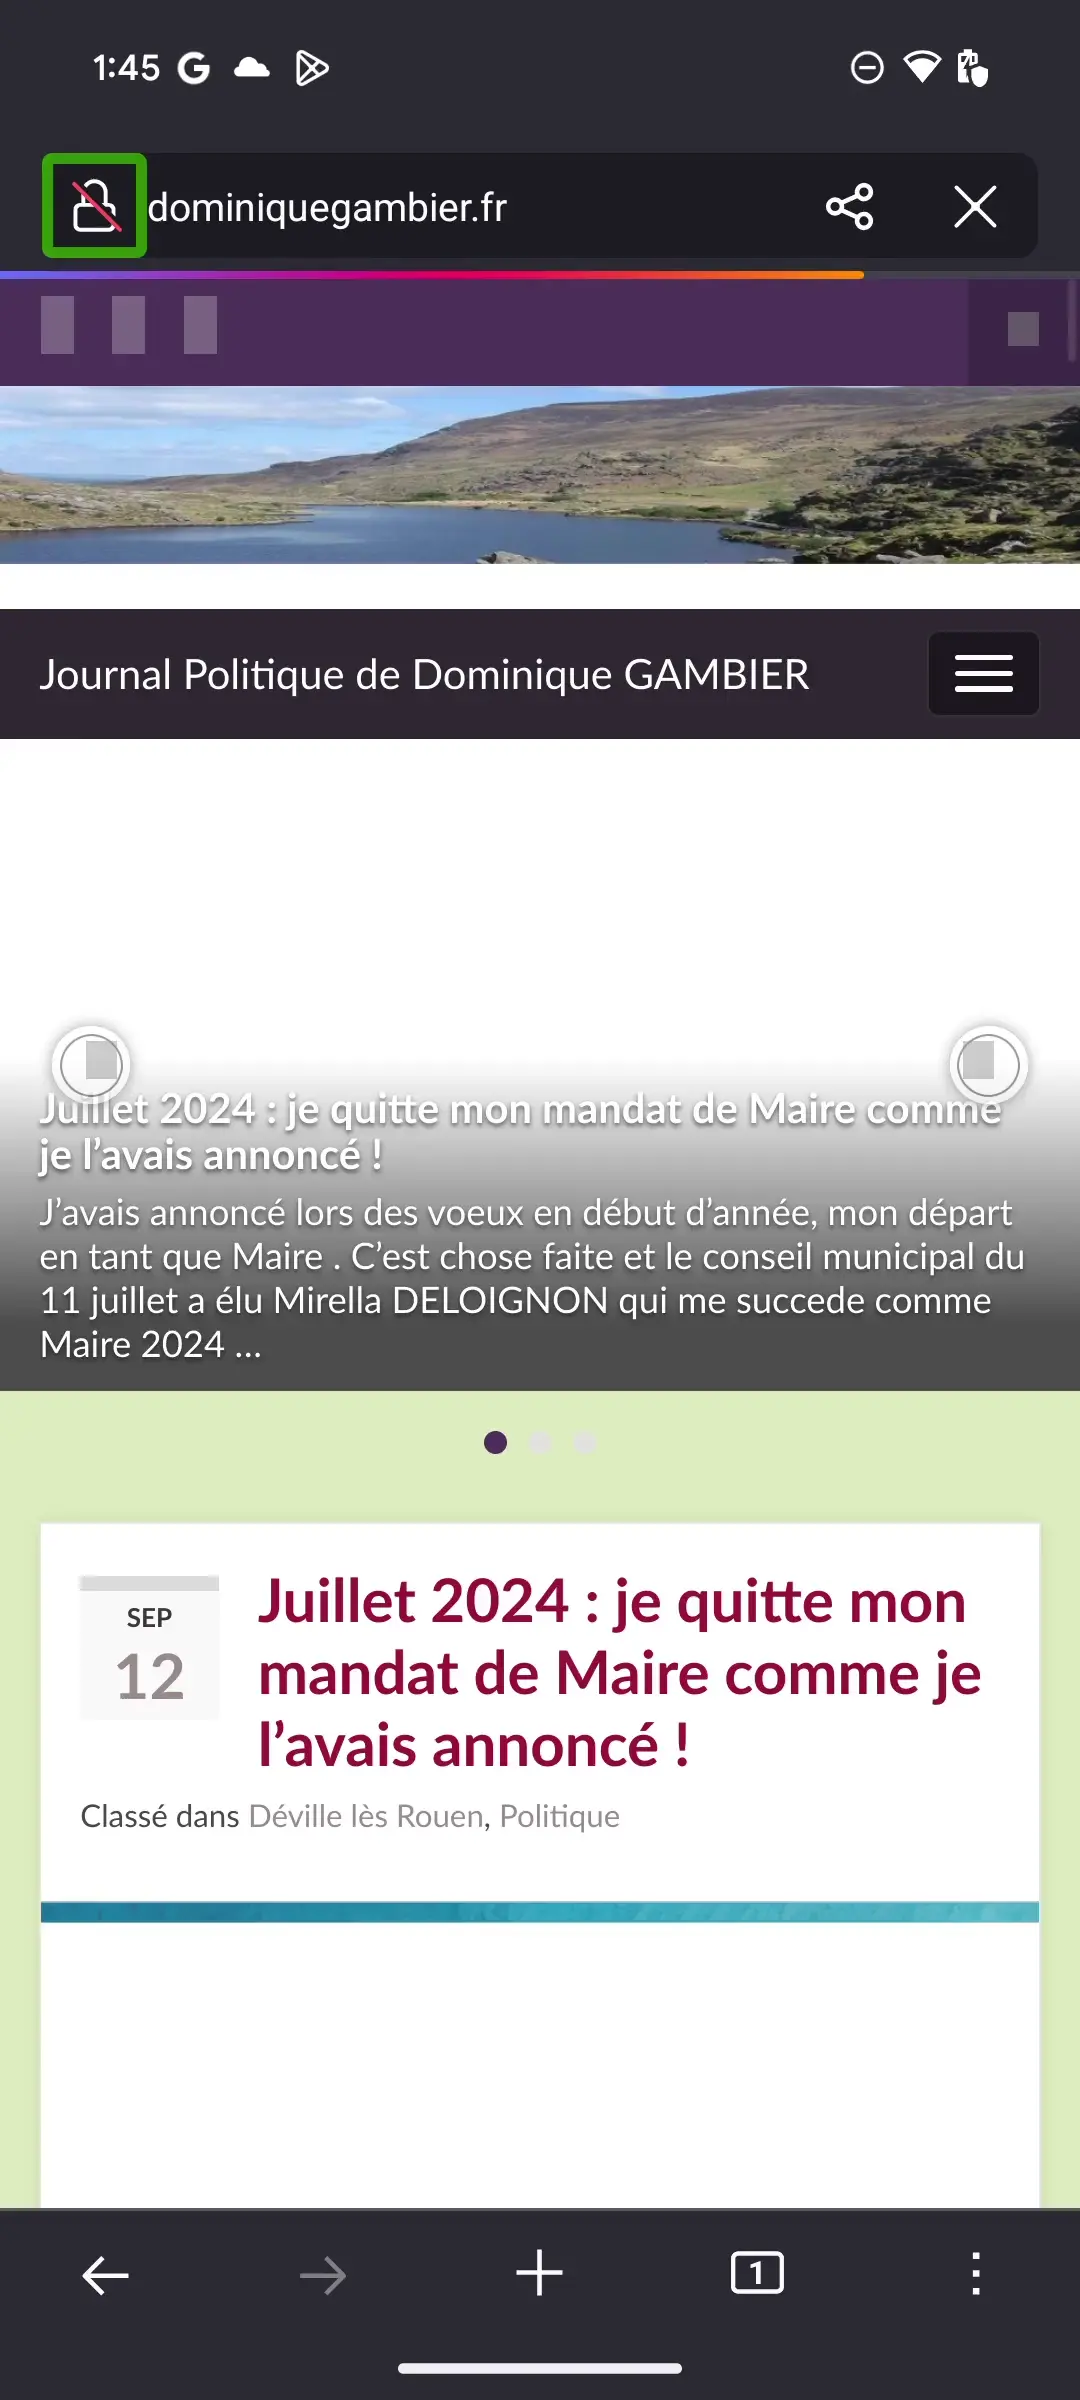 1:45
dominiquegambier.fr
Journal Politique de Dominique GAMBIER
Juillet 2024 : je quitte mon mandat de Maire comme
je l’avais annoncé !
J’avais annoncé lors des voeux en début d’année, mon départ
en tant que Maire . C’est chose faite et le conseil municipal du
11 juillet a élu Mirella DELOIGNON qui me succede comme
Maire 2024 ...
SEP
12
Juillet 2024 : je quitte mon
mandat de Maire comme je
l’avais annoncé !
Classé dans Déville lès Rouen, Politique
1